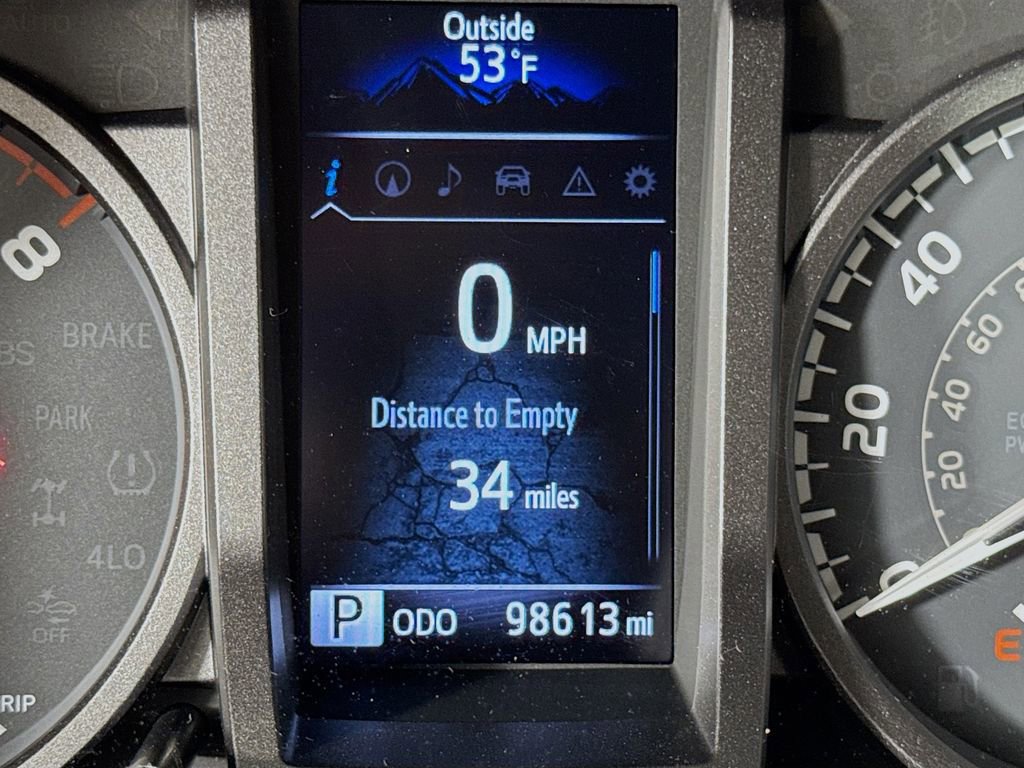 Outside
53°F
0 MPH
Distance to Empty
34 miles
P ODO 98613 mi
8
BRAKE
PARK
4LO
OFF
RIP
40
20
0
60
40
20
E